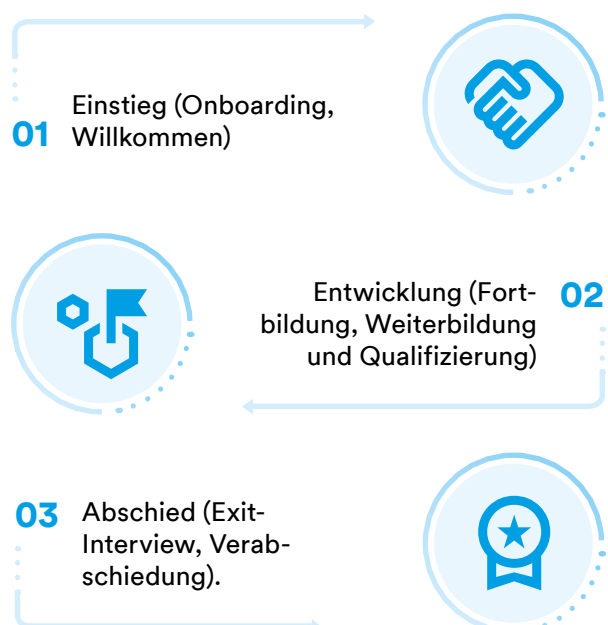 Einstieg (Onboarding,
01 Willkommen)
Entwicklung (Fort- 02
bildung, Weiterbildung
und Qualifizierung)
03 Abschied (Exit-
Interview, Verab-
schiedung).